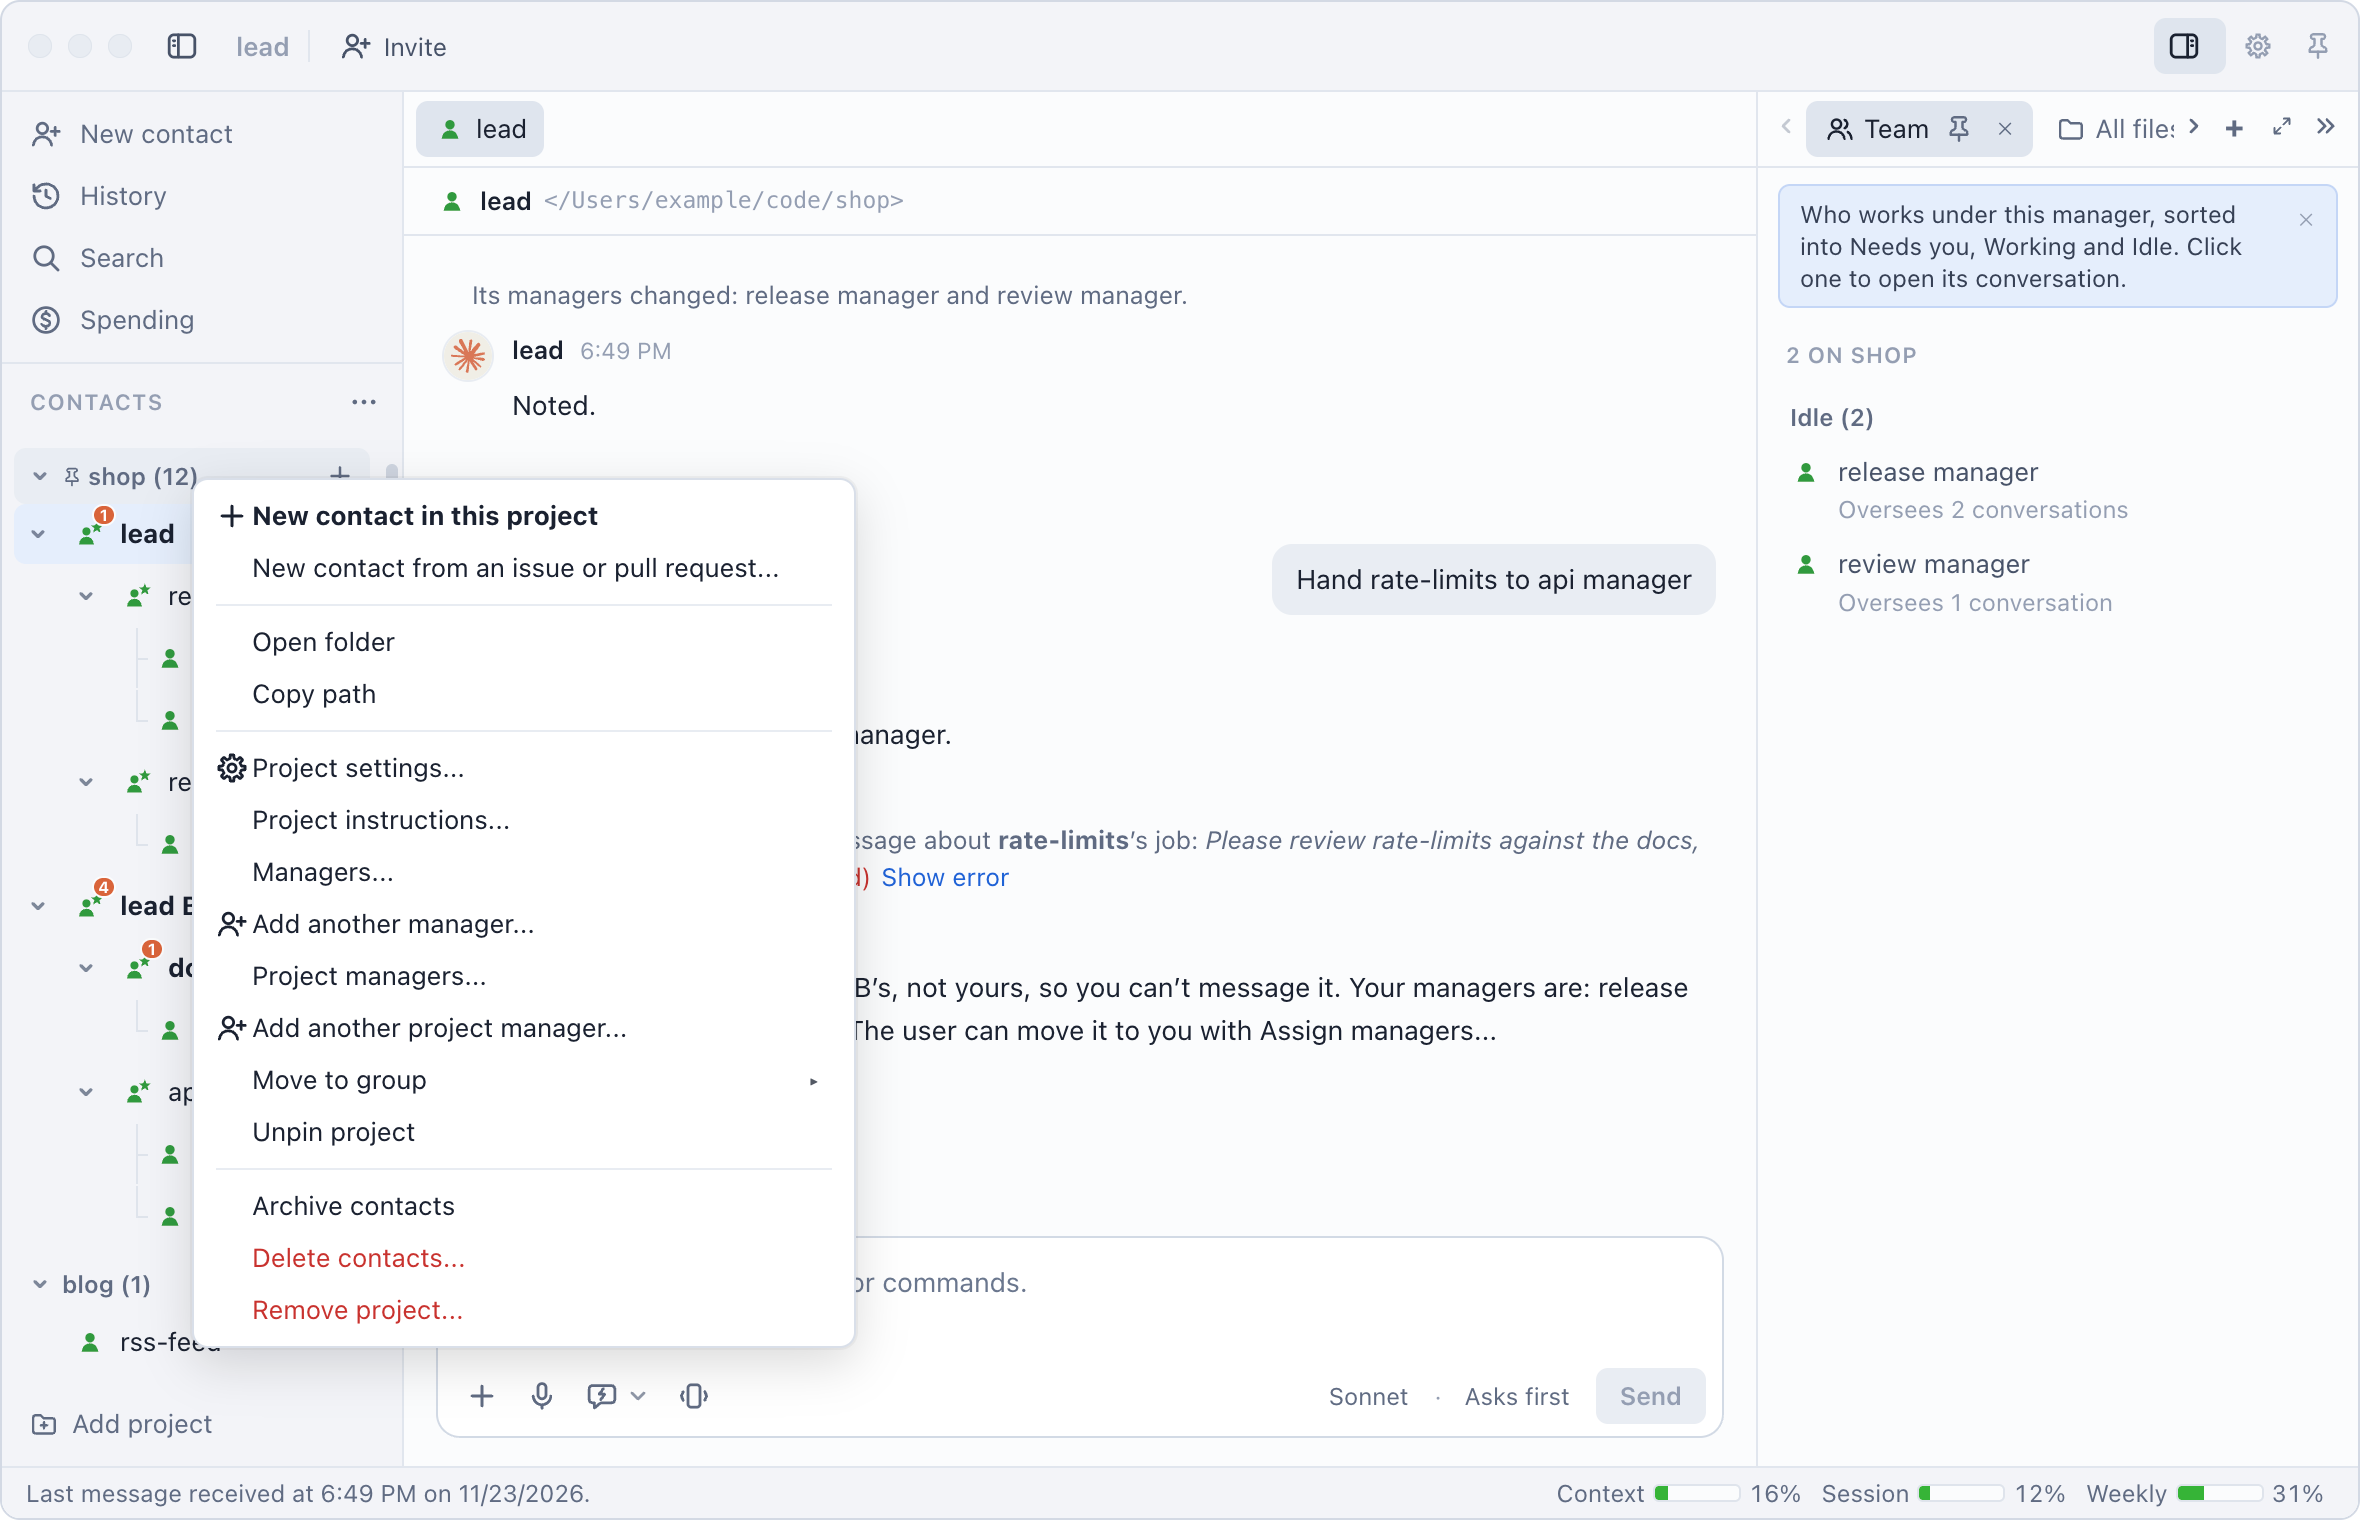 lead
Invite
New contact
History
Search
Spending
CONTACTS
shop (12)
1
lead
4
lead
1
blog (1)
Add project
New contact in this project
New contact from an issue or pull request...
Open folder
Copy path
Project settings...
Project instructions...
Managers...
Add another manager...
Project managers...
Add another project manager...
Move to group
Unpin project
Archive contacts
Delete contacts...
Remove project...
lead
lead </Users/example/code/shop>
Its managers changed: release manager and review manager.
lead 6:49 PM
Noted.
Hand rate-limits to api manager
about rate-limits's job: Please review rate-limits against the docs,
Show error
B’s, not yours, so you can’t message it. Your managers are: release
The user can move it to you with Assign managers...
or commands.
Sonnet · Asks first Send
Team
All files
Who works under this manager, sorted
into Needs you, Working and Idle. Click
one to open its conversation.
2 ON SHOP
Idle (2)
release manager
Oversees 2 conversations
review manager
Oversees 1 conversation
Last message received at 6:49 PM on 11/23/2026.
Context 16% Session 12% Weekly 31%